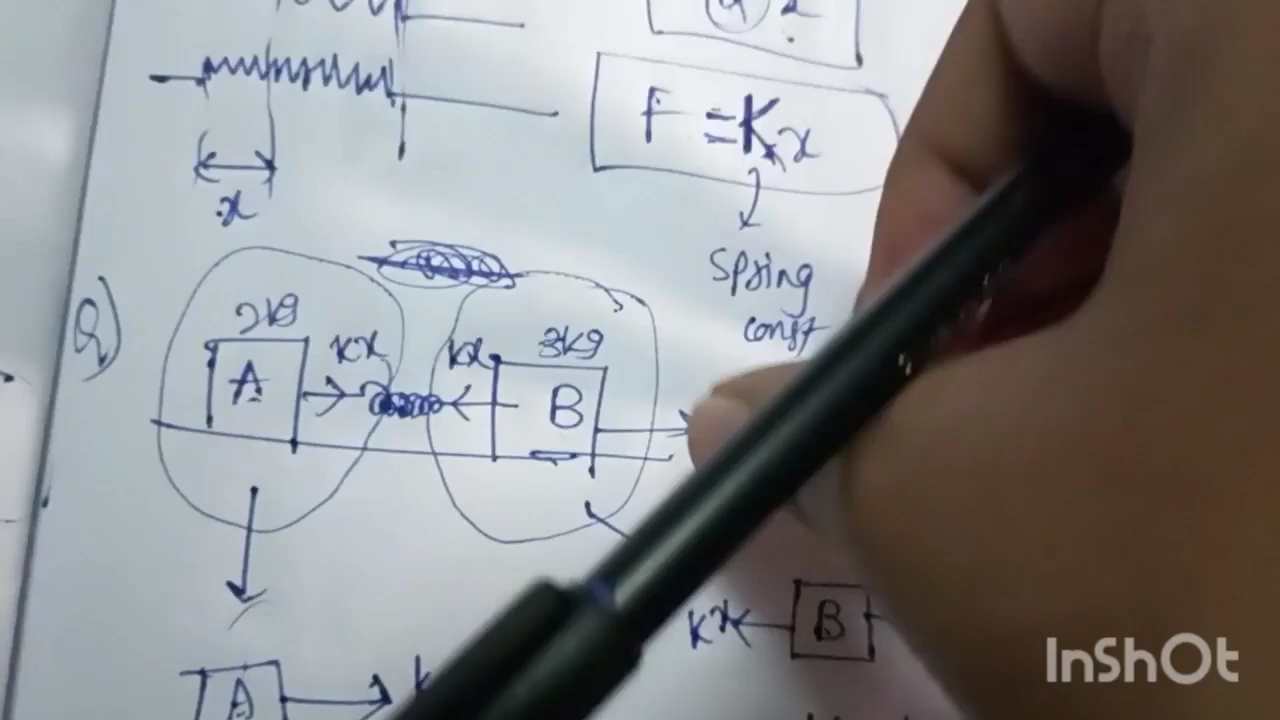 F = Kx
x
Spring
const
Q)
2kg
3kg
kx
kx
A
B
kx
B
A
k
InShOt